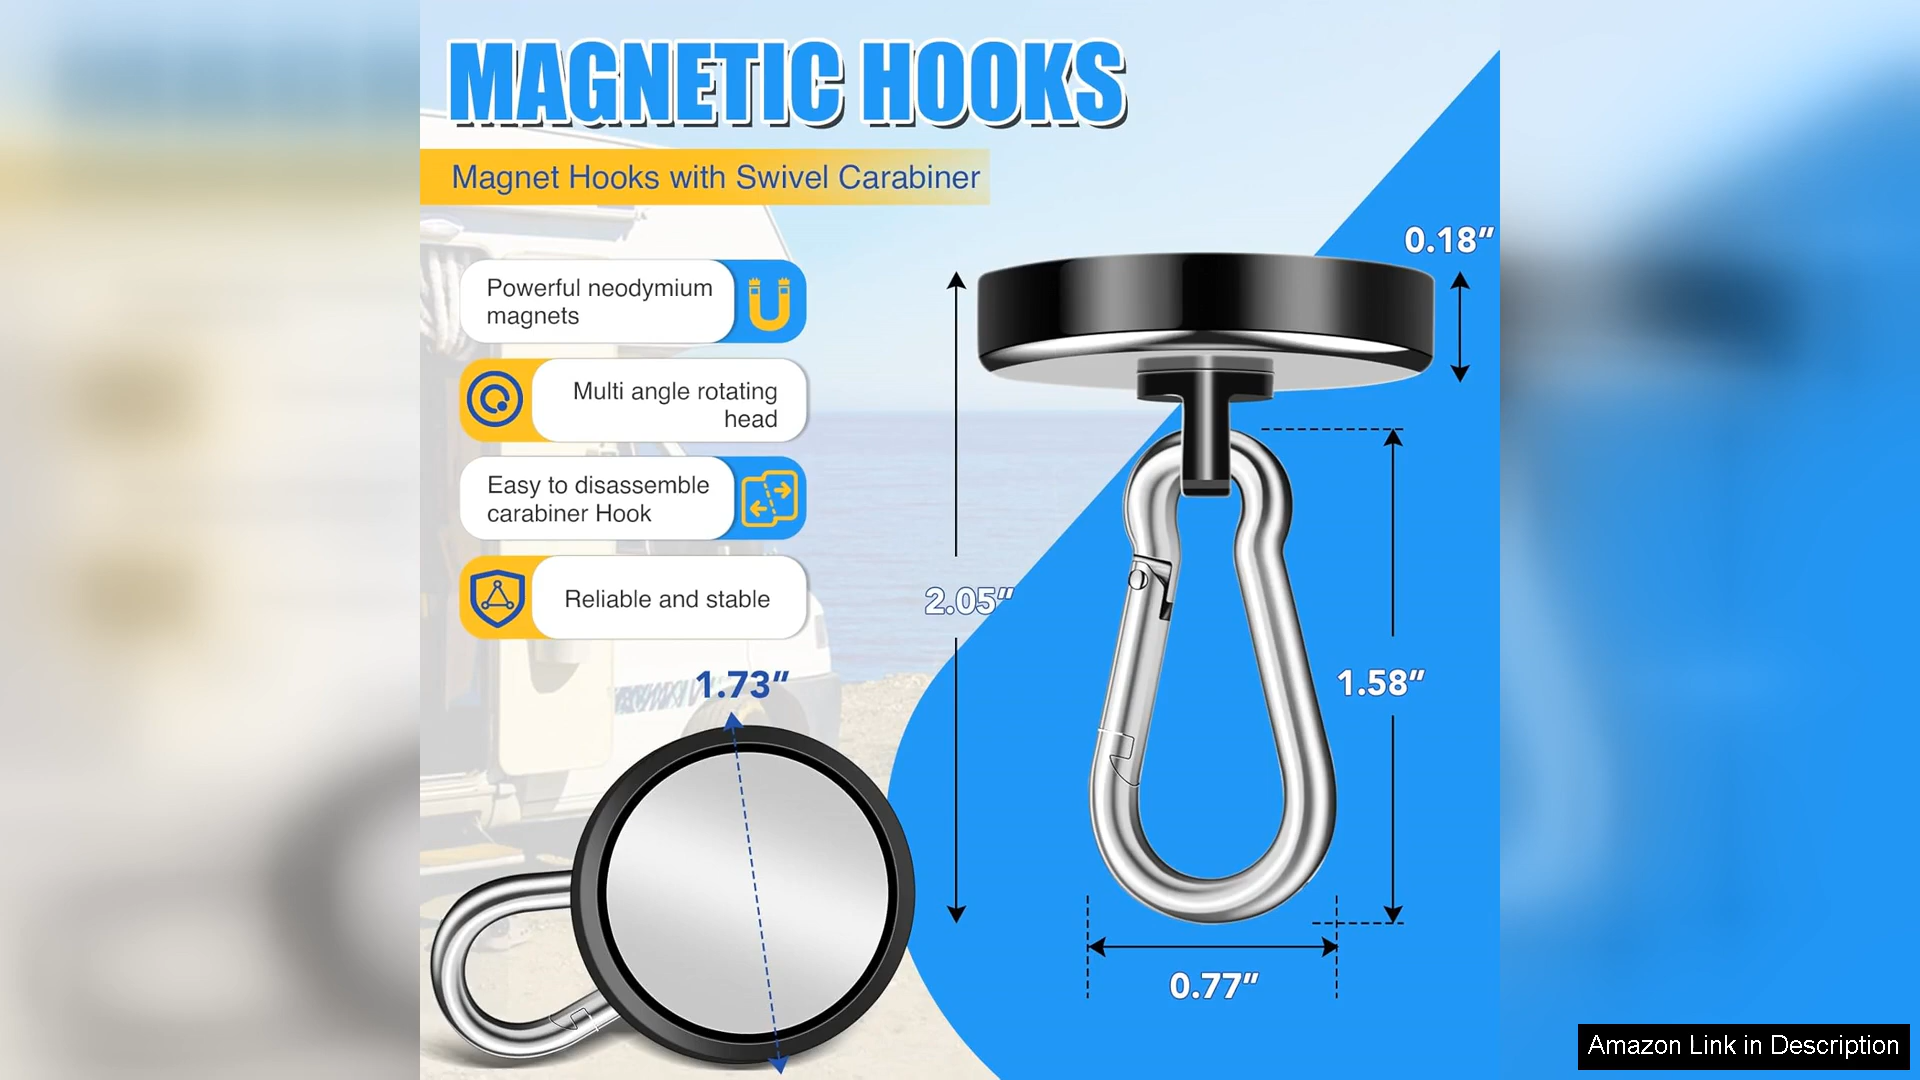 MAGNETIC HOOKS
Magnet Hooks with Swivel Carabiner
0.18"
Powerful neodymium
magnets
Multi angle rotating
head
Easy to disassemble
carabiner Hook
Reliable and stable
2.05"
1.58"
1.73"
0.77"
Amazon Link in Description